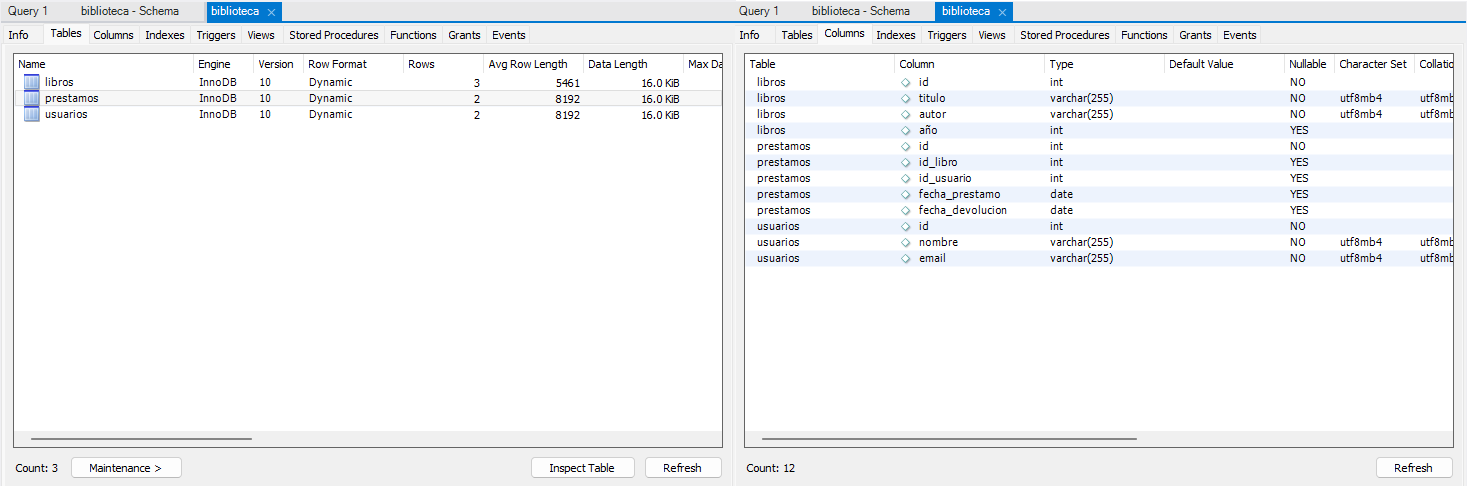 Query 1 biblioteca - Schema biblioteca ×
Info Tables Columns Indexes Triggers Views Stored Procedures Functions Grants Events
Name Engine Version Row Format Rows Avg Row Length Data Length Max Da
libros InnoDB 10 Dynamic 3 5461 16.0 KiB
prestamos InnoDB 10 Dynamic 2 8192 16.0 KiB
usuarios InnoDB 10 Dynamic 2 8192 16.0 KiB
Count: 3 Maintenance > Inspect Table Refresh
Query 1 biblioteca - Schema biblioteca ×
Info Tables Columns Indexes Triggers Views Stored Procedures Functions Grants Events
Table Column Type Default Value Nullable Character Set Collatio
libros id int NO
libros titulo varchar(255) NO utf8mb4 utf8mb
libros autor varchar(255) NO utf8mb4 utf8mb
libros año int YES
prestamos id int NO
prestamos id_libro int YES
prestamos id_usuario int YES
prestamos fecha_prestamo date YES
prestamos fecha_devolucion date YES
usuarios id int NO
usuarios nombre varchar(255) NO utf8mb4 utf8mb
usuarios email varchar(255) NO utf8mb4 utf8mb
Count: 12 Refresh